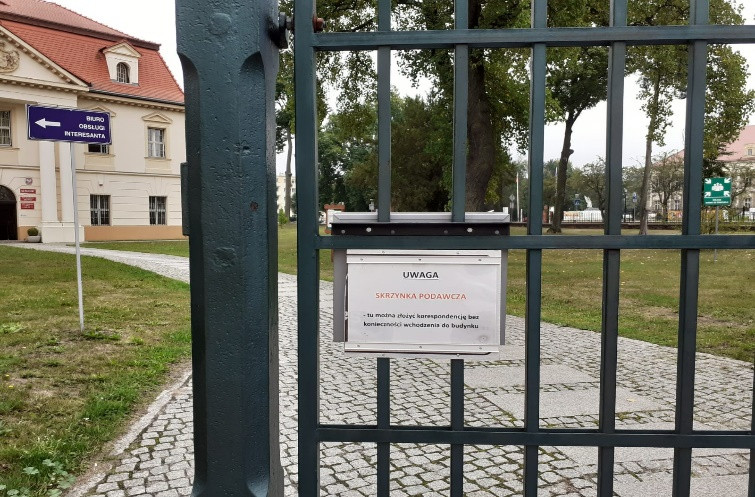 BIURO
OBSŁUGI
INTERESANTA
UWAGA
SKRZYNKA PODAWCZA
- tu można złożyć korespondencję bez
konieczności wchodzenia do budynku